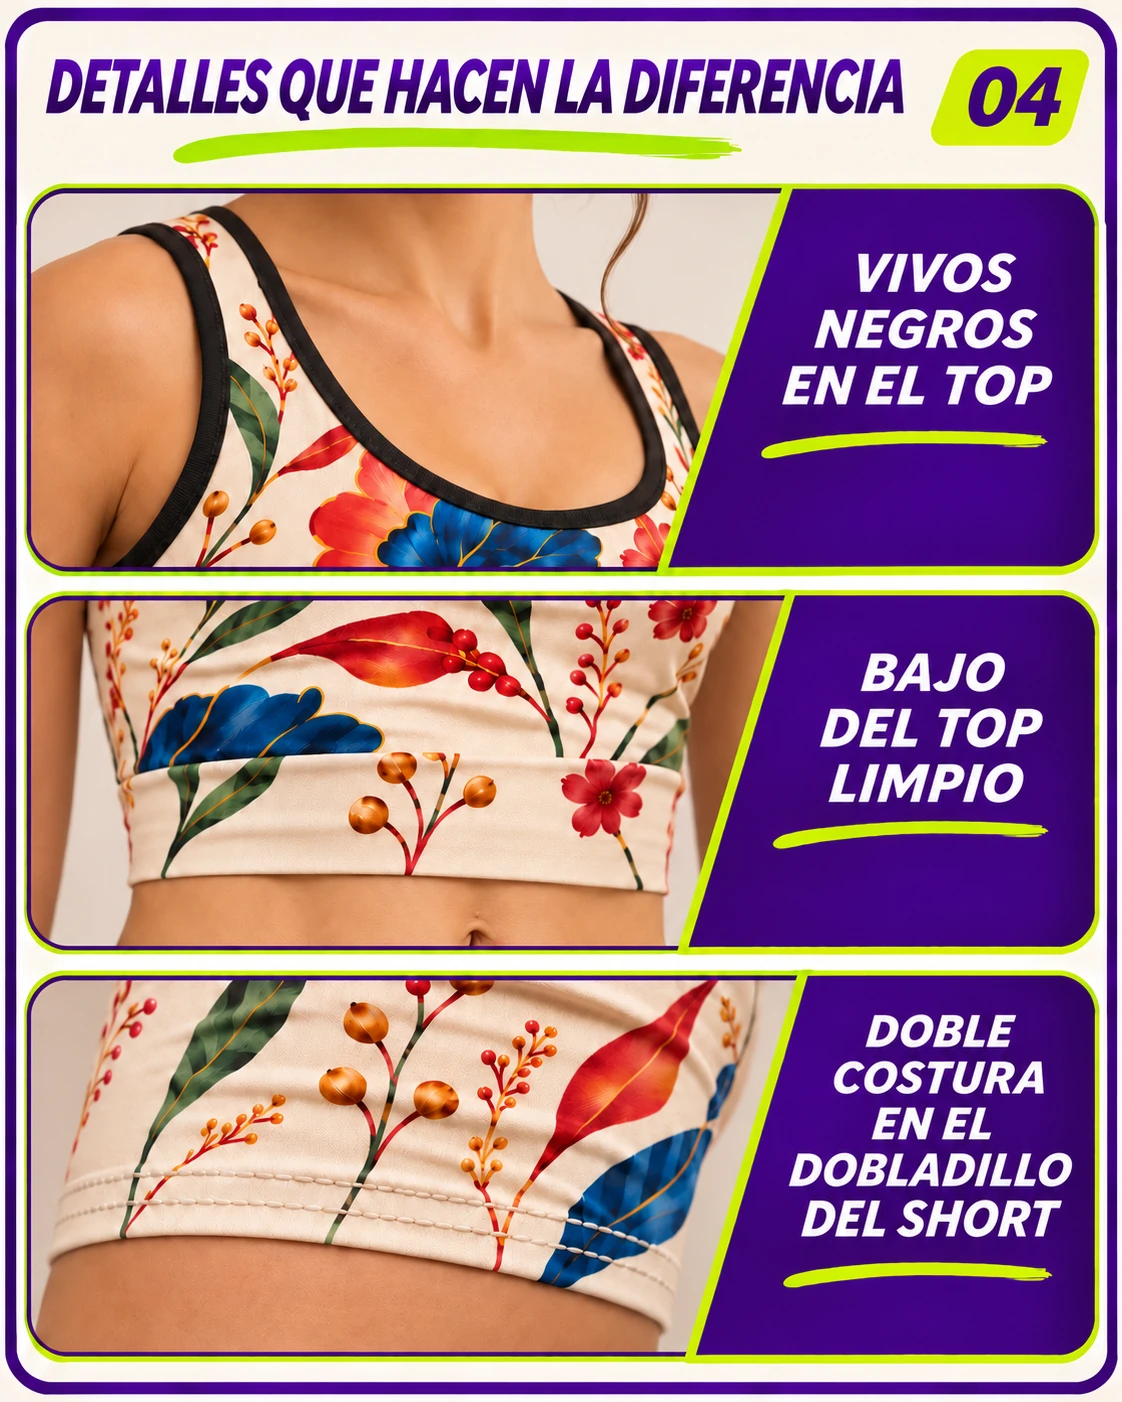 DETALLES QUE HACEN LA DIFERENCIA
04
VIVOS
NEGROS
EN EL TOP
BAJO
DEL TOP
LIMPIO
DOBLE
COSTURA
EN EL
DOBLADILLO
DEL SHORT